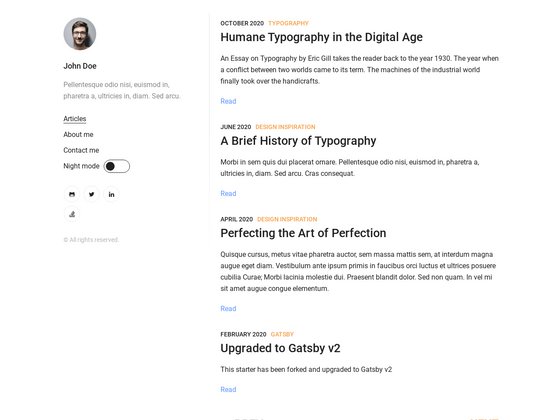 John Doe
Pellentesque odio nisi, euismod in,
pharetra a, ultricies in, diam. Sed arcu.
Articles
About me
Contact me
Night mode
© All rights reserved.
OCTOBER 2020 TYPOGRAPHY
Humane Typography in the Digital Age
An Essay on Typography by Eric Gill takes the reader back to the year 1930. The year when
a conflict between two worlds came to its term. The machines of the industrial world
finally took over the handicrafts.
Read
JUNE 2020 DESIGN INSPIRATION
A Brief History of Typography
Morbi in sem quis dui placerat ornare. Pellentesque odio nisi, euismod in, pharetra a,
ultricies in, diam. Sed arcu. Cras consequat.
Read
APRIL 2020 DESIGN INSPIRATION
Perfecting the Art of Perfection
Quisque cursus, metus vitae pharetra auctor, sem massa mattis sem, at interdum magna
augue eget diam. Vestibulum ante ipsum primis in faucibus orci luctus et ultrices posuere
cubilia Curae; Morbi lacinia molestie dui. Praesent blandit dolor. Sed non quam. In vel mi
sit amet augue congue elementum.
Read
FEBRUARY 2020 GATSBY
Upgraded to Gatsby v2
This starter has been forked and upgraded to Gatsby v2
Read